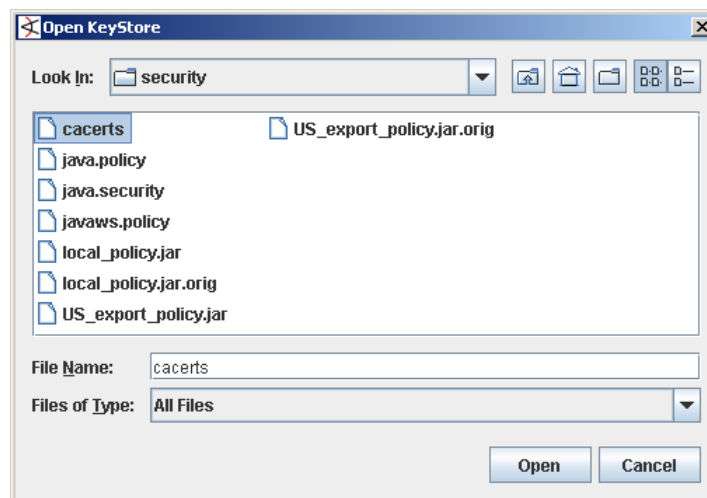 Open KeyStore
Look In: security
cacerts US_export_policy.jar.orig
java.policy
java.security
javaws.policy
local_policy.jar
local_policy.jar.orig
US_export_policy.jar
File Name: cacerts
Files of Type: All Files
Open Cancel